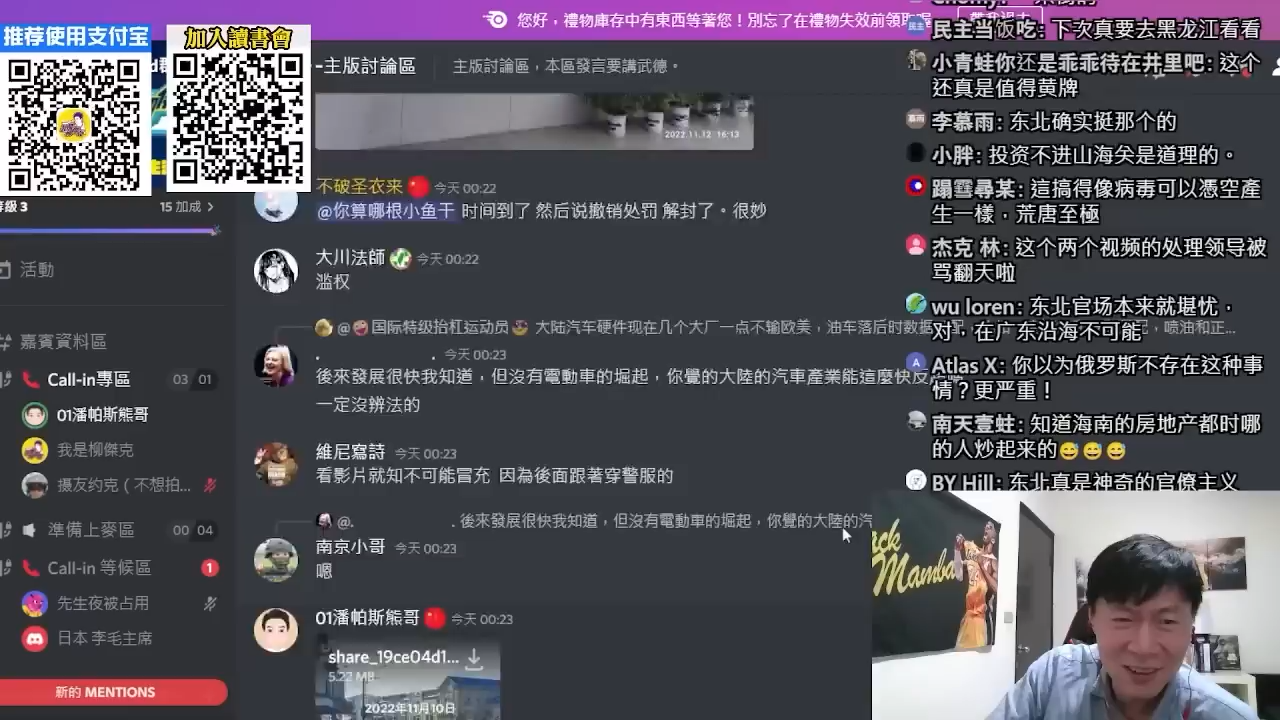 您好，禮物庫存中有東西等著您！別忘了在禮物失效前領取喔
推荐使用支付宝
加入讀書會
-主版討論區
主版討論區，本區發言要講武德。
2022.11.12 16:13
等級 3
15 加成
活動
嘉賓資料區
Call-in專區
03 01
01潘帕斯熊哥
我是柳傑克
摄友约克（不想拍...
準備上麥區
00 04
Call-in 等候區
1
先生夜被占用
日本 李毛主席
新的 MENTIONS
不破圣衣来 今天 00:22
@你算哪根小鱼干 时间到了 然后说撤销处罚 解封了。很妙
大川法師 今天 00:22
滥权
@国际特级抬杠运动员 大陆汽车硬件现在几个大厂一点不输欧美，油车落后时数据
喷油和正...
. . 今天 00:23
後來發展很快我知道，但沒有電動車的堀起，你覺的大陸的汽車產業能這麼快反
一定沒辨法的
維尼寫詩 今天 00:23
看影片就知不可能冒充 因為後面跟著穿警服的
@. . 後來發展很快我知道，但沒有電動車的堀起，你覺的大陸的汽
南京小哥 今天 00:23
嗯
01潘帕斯熊哥 今天 00:23
share_19ce04d1...
5.22 MB
2022年11月10日
民主当饭吃: 下次真要去黑龙江看看
小青蛙你还是乖乖待在井里吧: 这个
还真是值得黄牌
李慕雨: 东北确实挺那个的
小胖: 投资不进山海关是道理的。
蹋雪尋某: 這搞得像病毒可以憑空產
生一樣，荒唐至極
杰克 林: 这个两个视频的处理领导被
骂翻天啦
wu loren: 东北官场本来就堪忧，
对，在广东沿海不可能
Atlas X: 你以为俄罗斯不存在这种事
情？更严重！
南天壹蛀: 知道海南的房地产都时哪
的人炒起来的😅😅😅
BY Hill: 东北真是神奇的官僚主义
Mamba